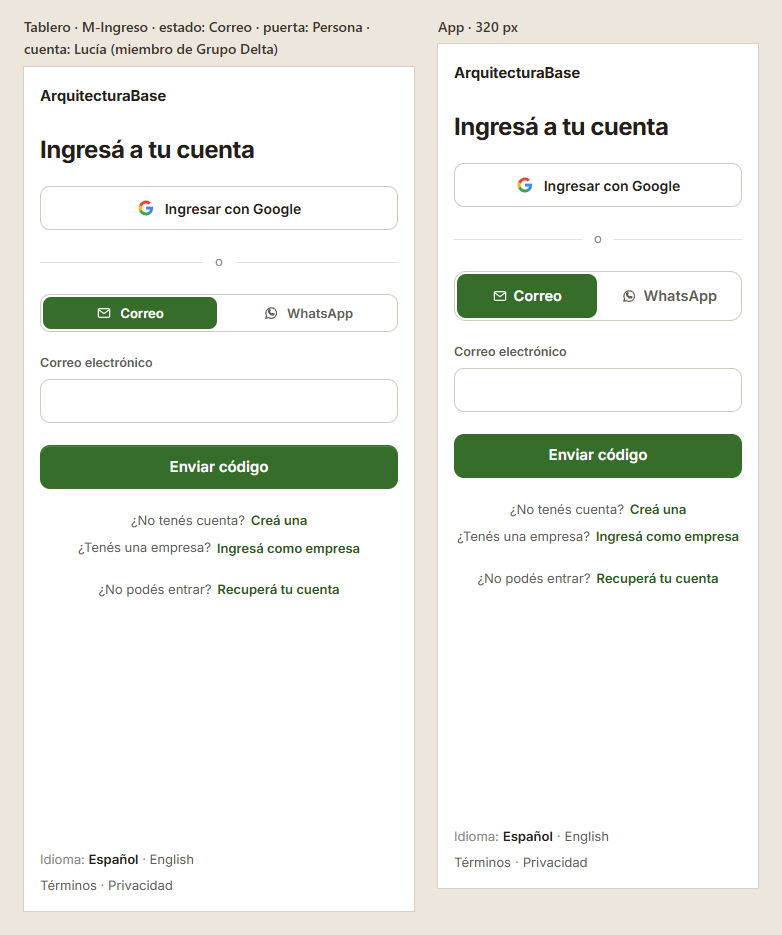 Tablero · M-Ingreso · estado: Correo · puerta: Persona ·
cuenta: Lucía (miembro de Grupo Delta)
ArquitecturaBase
Ingresá a tu cuenta
Ingresar con Google
o
Correo
WhatsApp
Correo electrónico
Enviar código
¿No tenés cuenta? Creá una
¿Tenés una empresa? Ingresá como empresa
¿No podés entrar? Recuperá tu cuenta
Idioma: Español · English
Términos · Privacidad
App · 320 px
ArquitecturaBase
Ingresá a tu cuenta
Ingresar con Google
o
Correo
WhatsApp
Correo electrónico
Enviar código
¿No tenés cuenta? Creá una
¿Tenés una empresa? Ingresá como empresa
¿No podés entrar? Recuperá tu cuenta
Idioma: Español · English
Términos · Privacidad